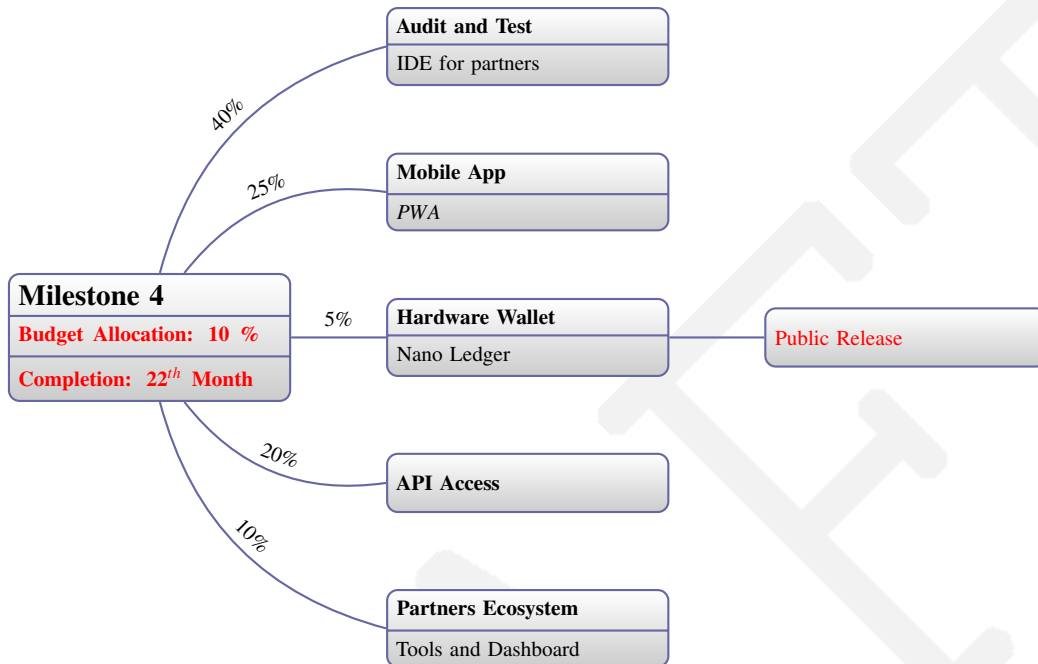 Audit and Test
IDE for partners
40%
Mobile App
PWA
25%
Milestone 4
Budget Allocation: 10 %
Completion: 22th Month
5%
Hardware Wallet
Nano Ledger
Public Release
20%
API Access
10%
Partners Ecosystem
Tools and Dashboard